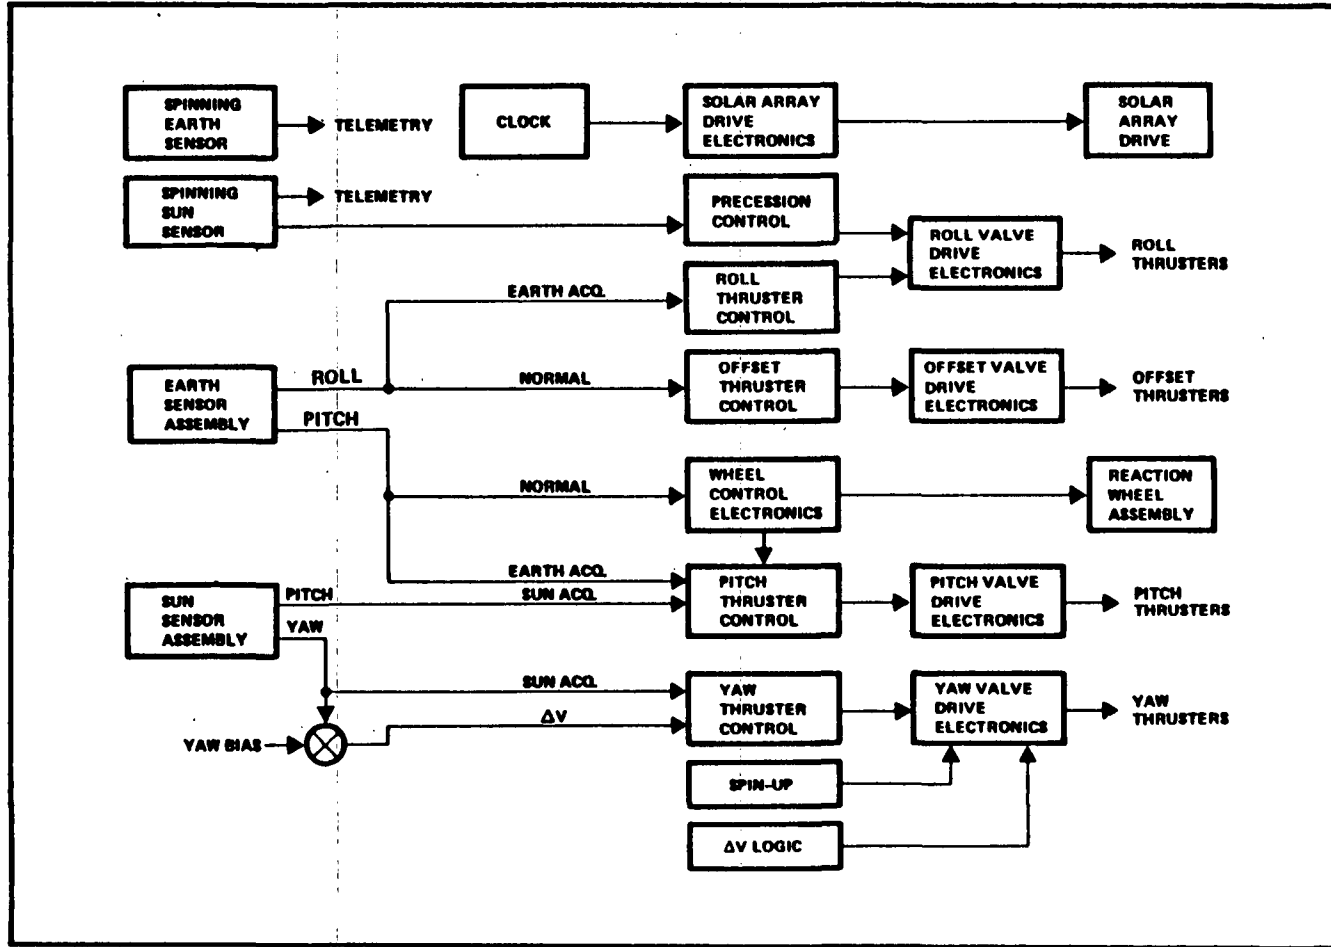 SPINNING
EARTH
SENSOR
TELEMETRY
CLOCK
SOLAR ARRAY
DRIVE
ELECTRONICS
SOLAR
ARRAY
DRIVE
SPINNING
SUN
SENSOR
TELEMETRY
PRECESSION
CONTROL
ROLL VALVE
DRIVE
ELECTRONICS
ROLL
THRUSTERS
EARTH ACQ.
ROLL
THRUSTER
CONTROL
EARTH
SENSOR
ASSEMBLY
ROLL
PITCH
NORMAL
OFFSET
THRUSTER
CONTROL
OFFSET VALVE
DRIVE
ELECTRONICS
OFFSET
THRUSTERS
NORMAL
WHEEL
CONTROL
ELECTRONICS
REACTION
WHEEL
ASSEMBLY
SUN
SENSOR
ASSEMBLY
PITCH
YAW
EARTH ACQ.
SUN ACQ.
PITCH
THRUSTER
CONTROL
PITCH VALVE
DRIVE
ELECTRONICS
PITCH
THRUSTERS
SUN ACQ.
ΔV
YAW
THRUSTER
CONTROL
YAW VALVE
DRIVE
ELECTRONICS
YAW
THRUSTERS
YAW BIAS
SPIN-UP
ΔV LOGIC